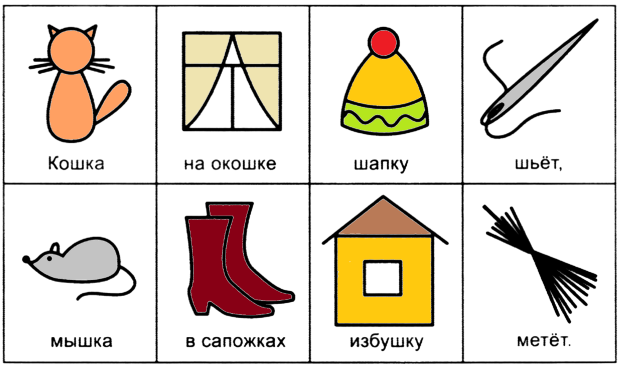 Кошка на окошке шапку шьёт,
мышка в сапожках избушку метёт.